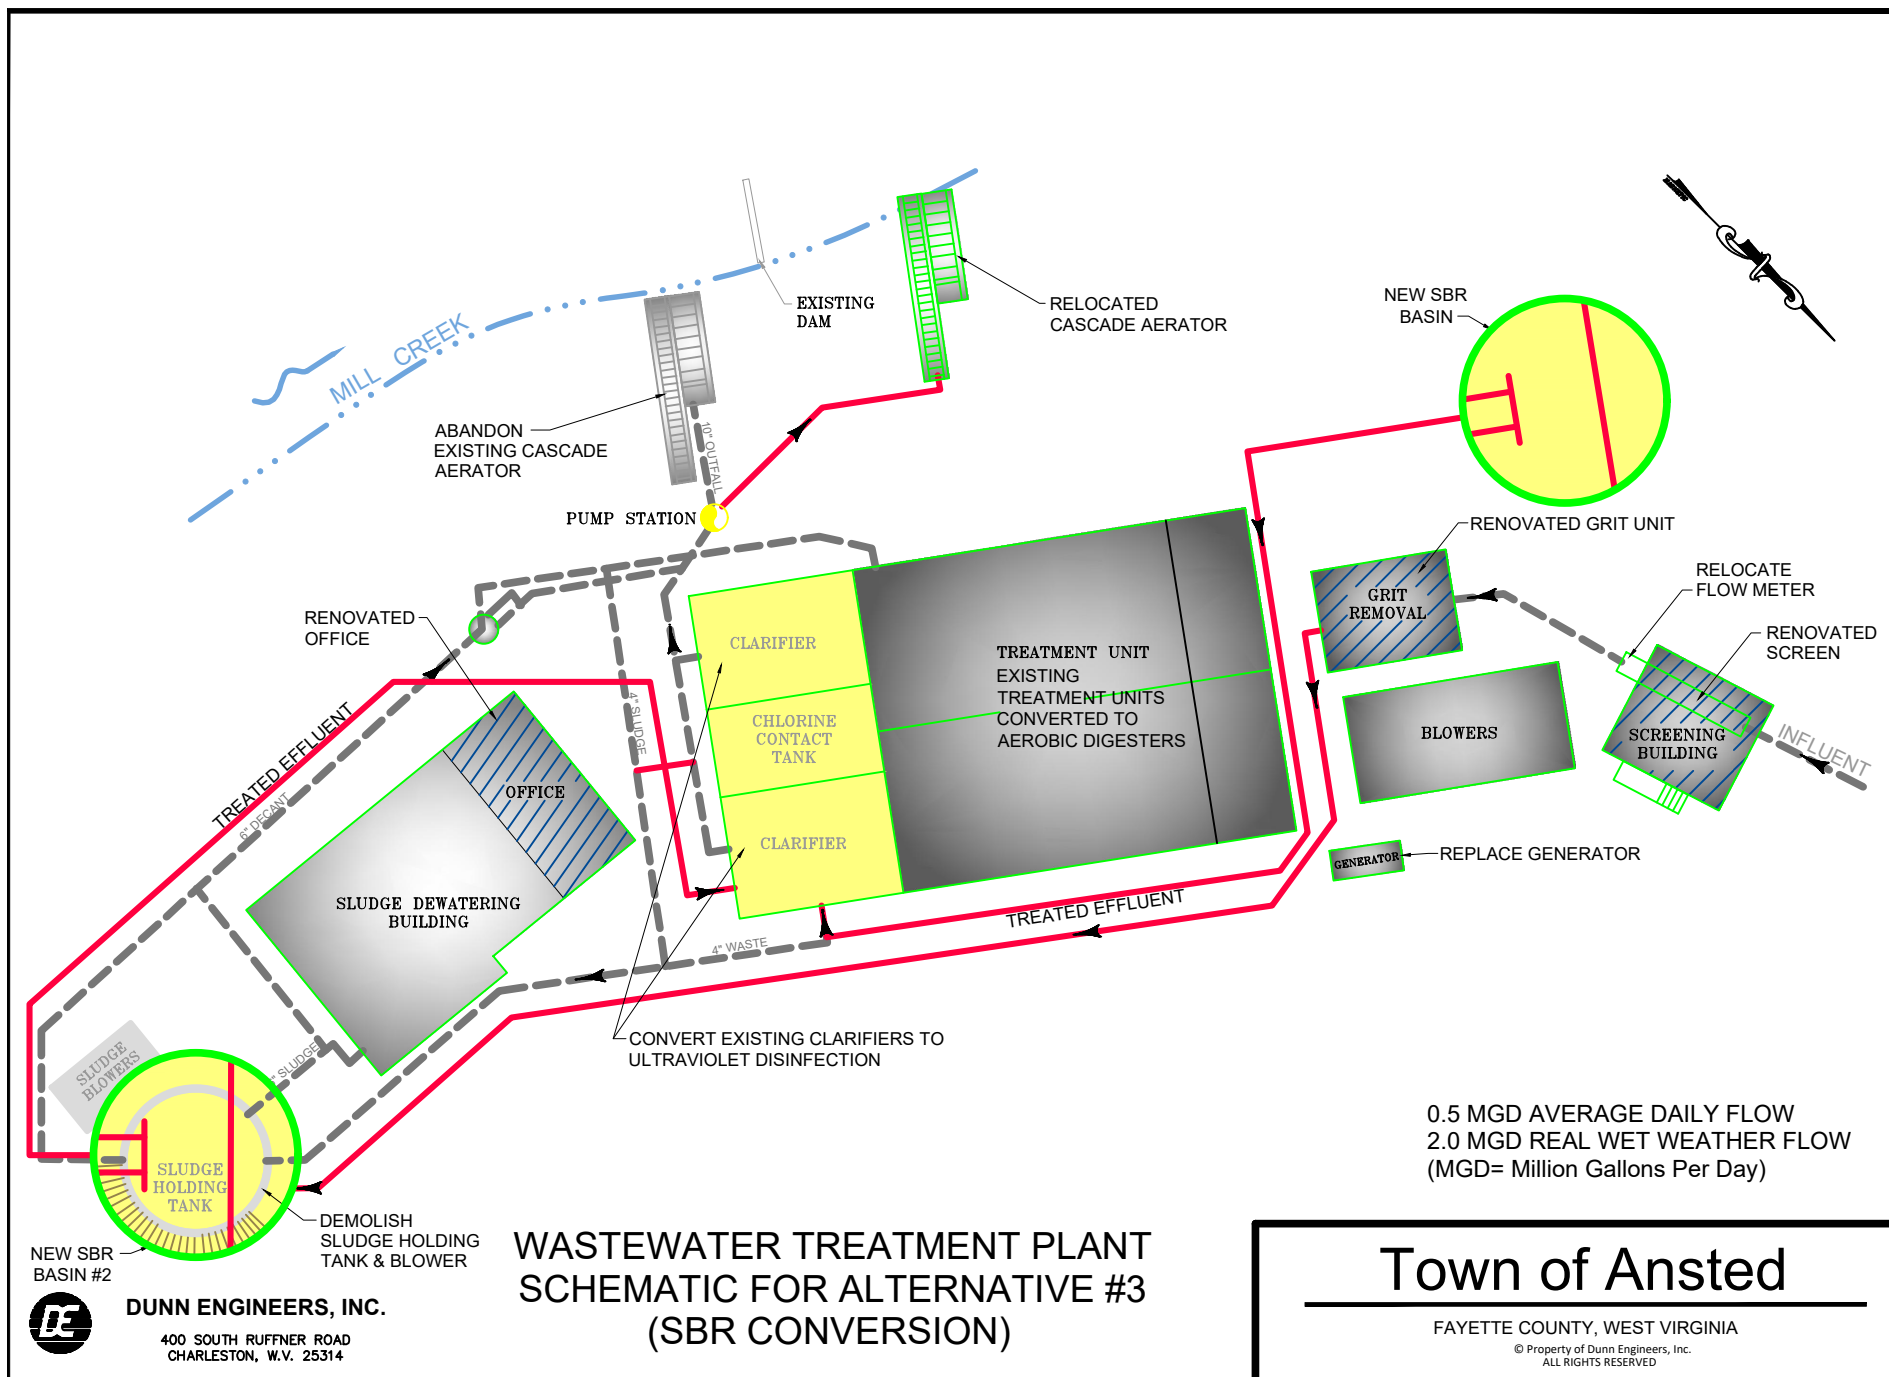 MILL CREEK
EXISTING
DAM
RELOCATED
CASCADE AERATOR
NEW SBR
BASIN
ABANDON
EXISTING CASCADE
AERATOR
10" OUTFALL
PUMP STATION
RENOVATED GRIT UNIT
RELOCATE
FLOW METER
RENOVATED
SCREEN
GRIT
REMOVAL
RENOVATED
OFFICE
CLARIFIER
TREATMENT UNIT
EXISTING
TREATMENT UNITS
CONVERTED TO
AEROBIC DIGESTERS
4" SLUDGE
CHLORINE
CONTACT
TANK
BLOWERS
SCREENING
BUILDING
INFLUENT
TREATED EFFLUENT
6" DECANT
OFFICE
CLARIFIER
GENERATOR
REPLACE GENERATOR
SLUDGE DEWATERING
BUILDING
TREATED EFFLUENT
4" WASTE
CONVERT EXISTING CLARIFIERS TO
ULTRAVIOLET DISINFECTION
SLUDGE
BLOWERS
" SLUDGE
SLUDGE
HOLDING
TANK
DEMOLISH
SLUDGE HOLDING
TANK & BLOWER
NEW SBR
BASIN #2
0.5 MGD AVERAGE DAILY FLOW
2.0 MGD REAL WET WEATHER FLOW
(MGD= Million Gallons Per Day)
WASTEWATER TREATMENT PLANT
SCHEMATIC FOR ALTERNATIVE #3
(SBR CONVERSION)
DE
DUNN ENGINEERS, INC.
400 SOUTH RUFFNER ROAD
CHARLESTON, W.V. 25314
Town of Ansted
FAYETTE COUNTY, WEST VIRGINIA
© Property of Dunn Engineers, Inc.
ALL RIGHTS RESERVED